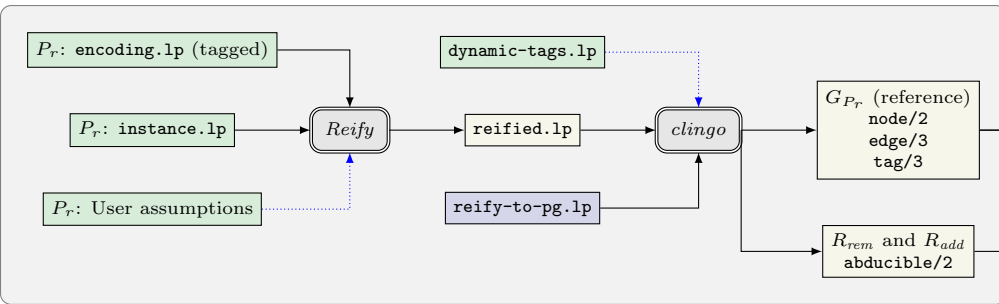 P_r: encoding.lp (tagged)
dynamic-tags.lp
G_{P_r} (reference)
node/2
edge/3
tag/3
P_r: instance.lp
Reify
reified.lp
clingo
P_r: User assumptions
reify-to-pg.lp
R_rem and R_add
abducible/2